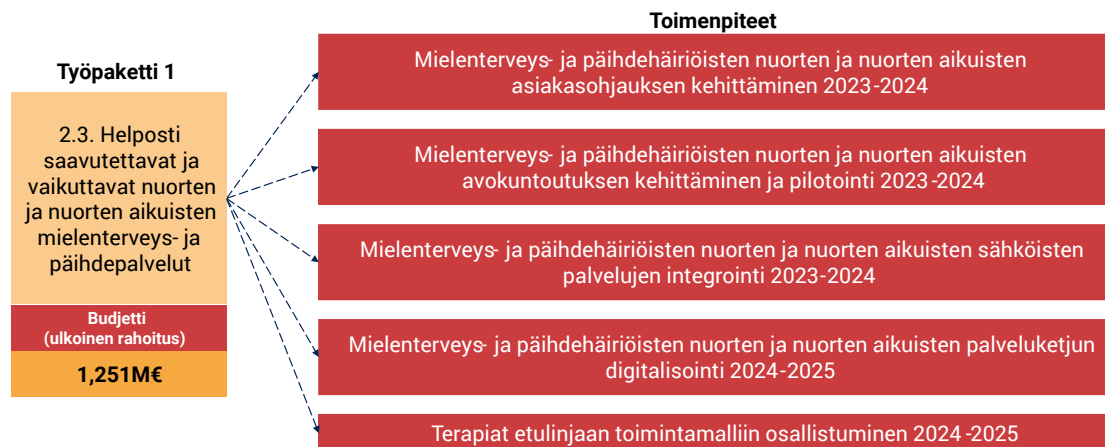 Toimenpiteet
Työpaketti 1
2.3. Helposti
saavutettavat ja
vaikuttavat nuorten
ja nuorten aikuisten
mielenterveys- ja
päihdepalvelut
Budjetti
(ulkoinen rahoitus)
1,251M€
Mielenterveys- ja päihdehäiriöisten nuorten ja nuorten aikuisten
asiakasohjauksen kehittäminen 2023-2024
Mielenterveys- ja päihdehäiriöisten nuorten ja nuorten aikuisten
avokuntoutuksen kehittäminen ja pilotointi 2023-2024
Mielenterveys- ja päihdehäiriöisten nuorten ja nuorten aikuisten sähköisten
palvelujen integrointi 2023-2024
Mielenterveys- ja päihdehäiriöisten nuorten ja nuorten aikuisten palveluketjun
digitalisointi 2024-2025
Terapiat etulinjaan toimintamalliin osallistuminen 2024-2025